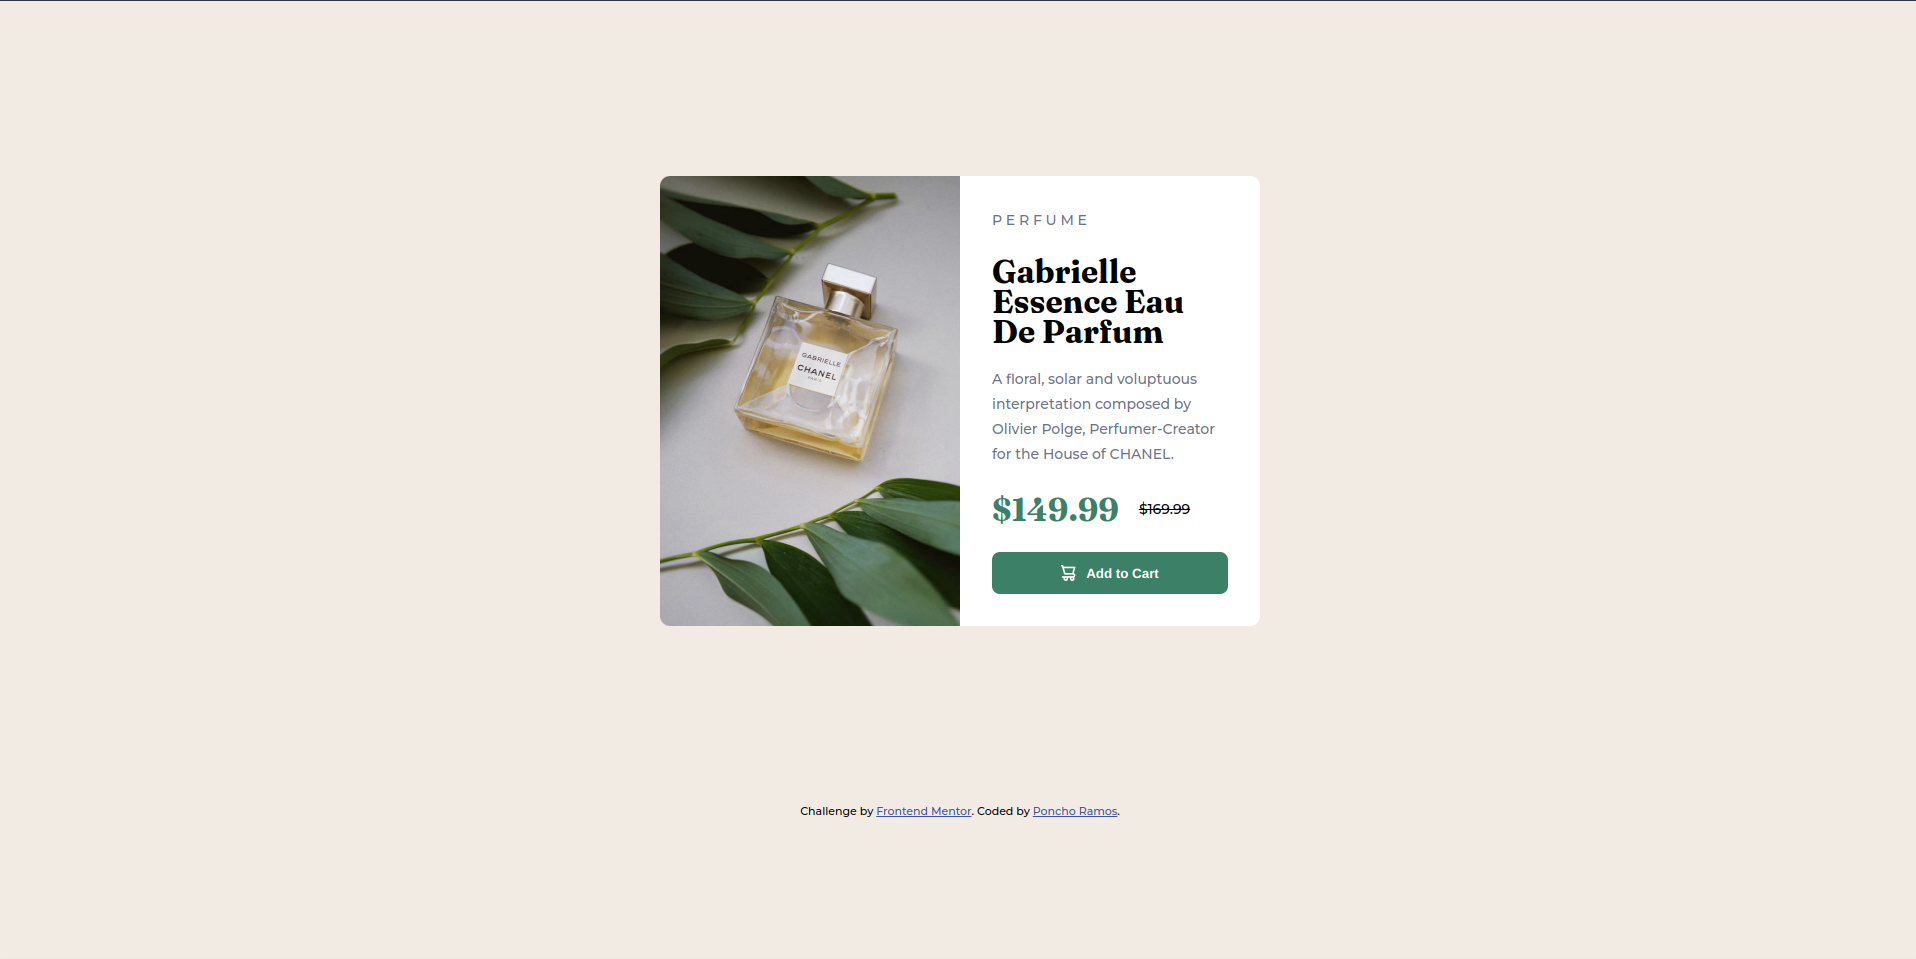 GABRIELLE
CHANEL
PARIS
PERFUME
Gabrielle
Essence Eau
De Parfum
A floral, solar and voluptuous
interpretation composed by
Olivier Polge, Perfumer-Creator
for the House of CHANEL.
$149.99 $169.99
Add to Cart
Challenge by Frontend Mentor. Coded by Poncho Ramos.